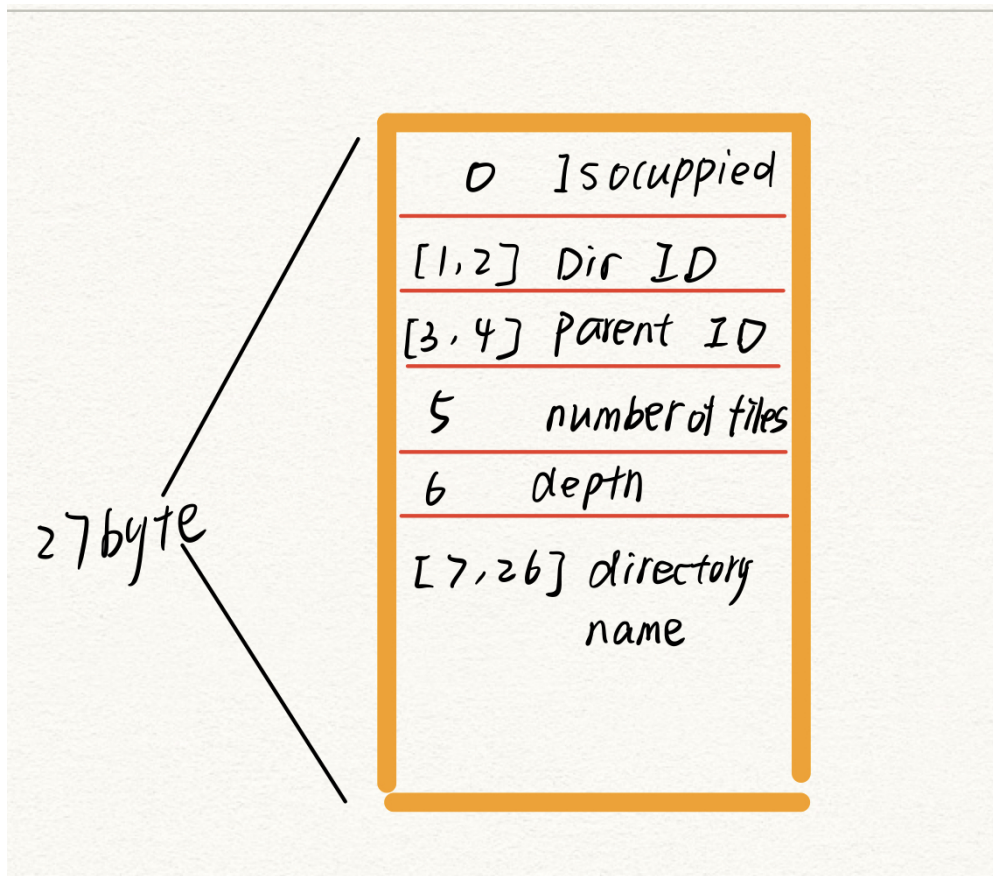 0 Isocuppied
[1,2] Dir ID
[3,4] parent ID
5 number of files
6 depth
27byte
[7,26] directory
name